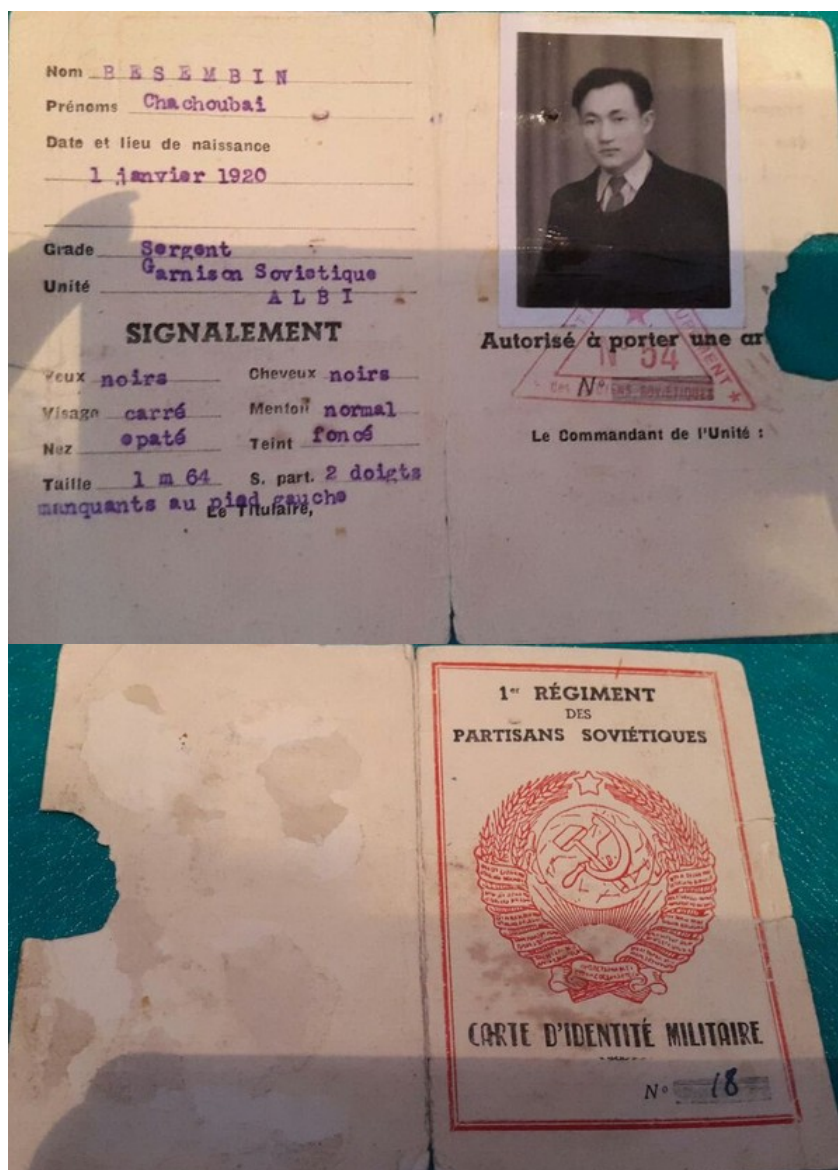 Nom BESEMBIN
Prénoms Chachoubai
Date et lieu de naissance
1 janvier 1920
Grade Sergent
Unité Garnison Soviétique
ALBI
SIGNALEMENT
Yeux noirs Cheveux noirs
Visage carré Menton normal
Nez epaté Teint foncé
Taille 1 m 64 S. part. 2 doigts
manquants au pied gauche
Le Titulaire,
Autorisé à porter une ar
N° 54
des SOVIÉTIQUES
Le Commandant de l'Unité :
1er RÉGIMENT
DES
PARTISANS SOVIÉTIQUES
CARTE D'IDENTITÉ MILITAIRE
N° 18